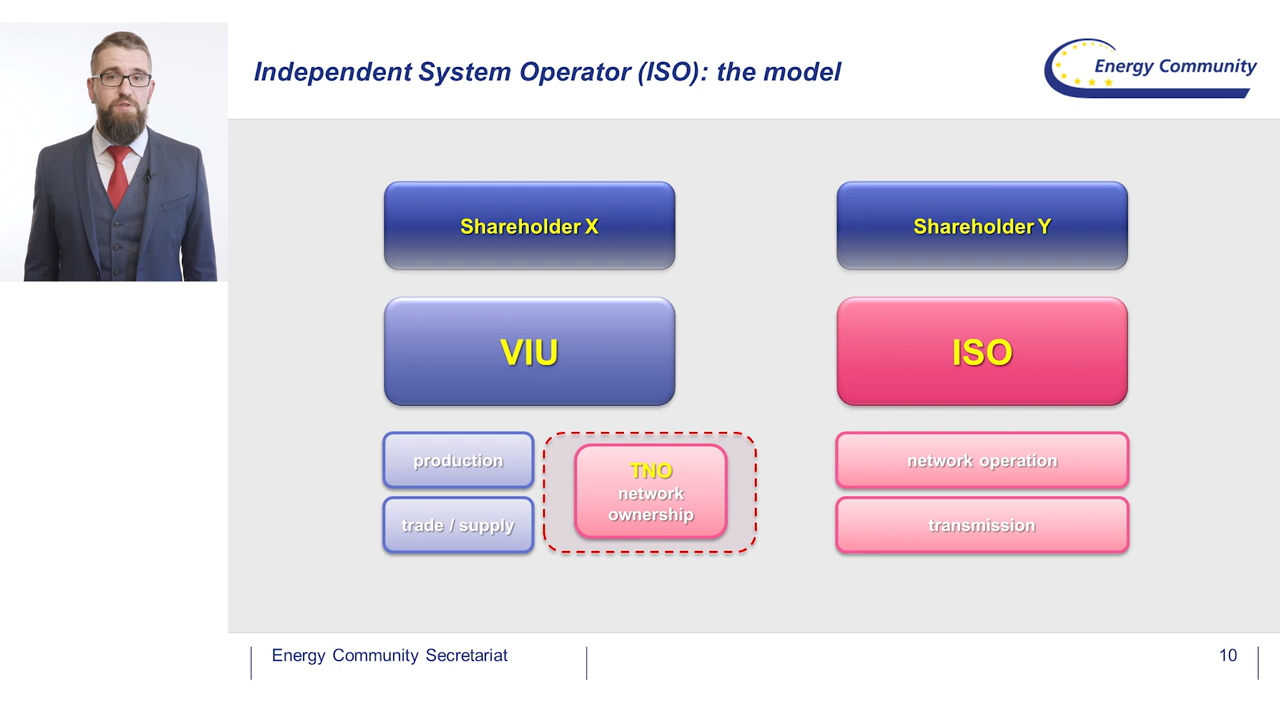 Independent System Operator (ISO): the model
Energy Community
Shareholder X
Shareholder Y
VIU
ISO
production
trade / supply
TNO
network
ownership
network operation
transmission
Energy Community Secretariat
10